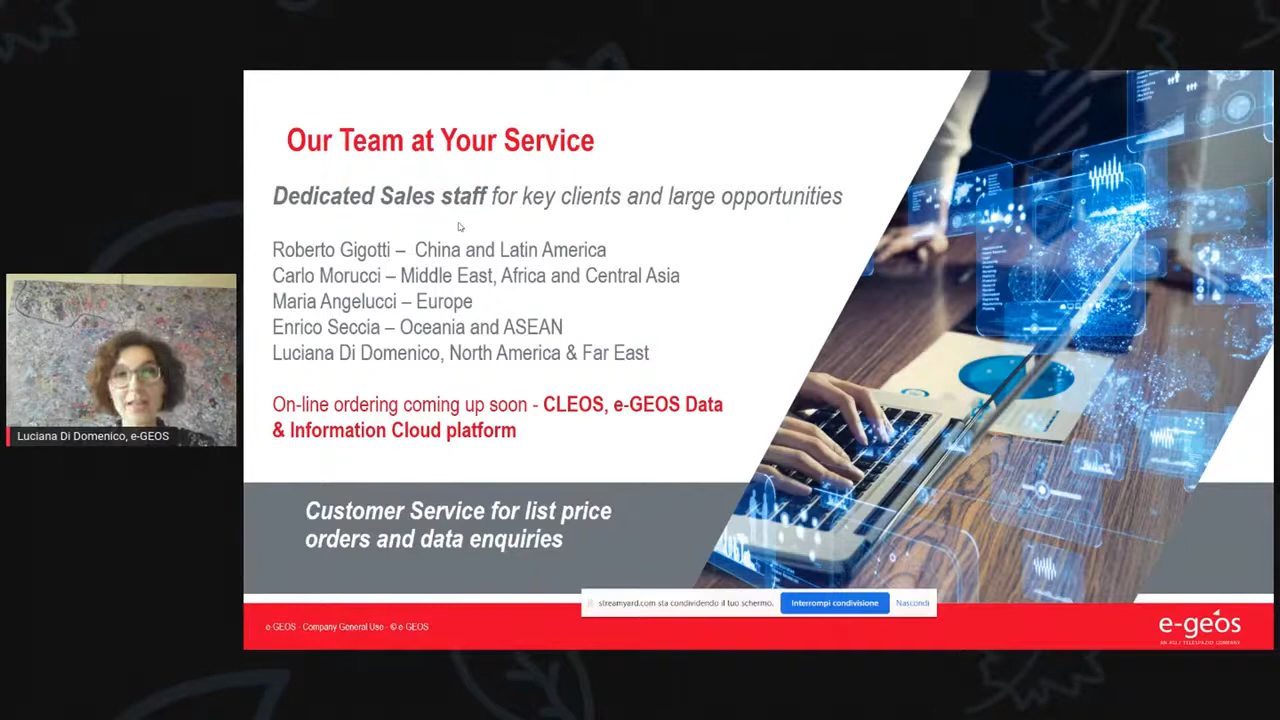 Our Team at Your Service
Dedicated Sales staff for key clients and large opportunities
Roberto Gigotti – China and Latin America
Carlo Morucci – Middle East, Africa and Central Asia
Maria Angelucci – Europe
Enrico Seccia – Oceania and ASEAN
Luciana Di Domenico, North America & Far East
On-line ordering coming up soon - CLEOS, e-GEOS Data
& Information Cloud platform
Luciana Di Domenico, e-GEOS
Customer Service for list price
orders and data enquiries
streamyard.com sta condividendo il tuo schermo.
Interrompi condivisione
Nascondi
e-GEOS - Company General Use - © e-GEOS
e-geos
AN ASI / TELESPAZIO COMPANY